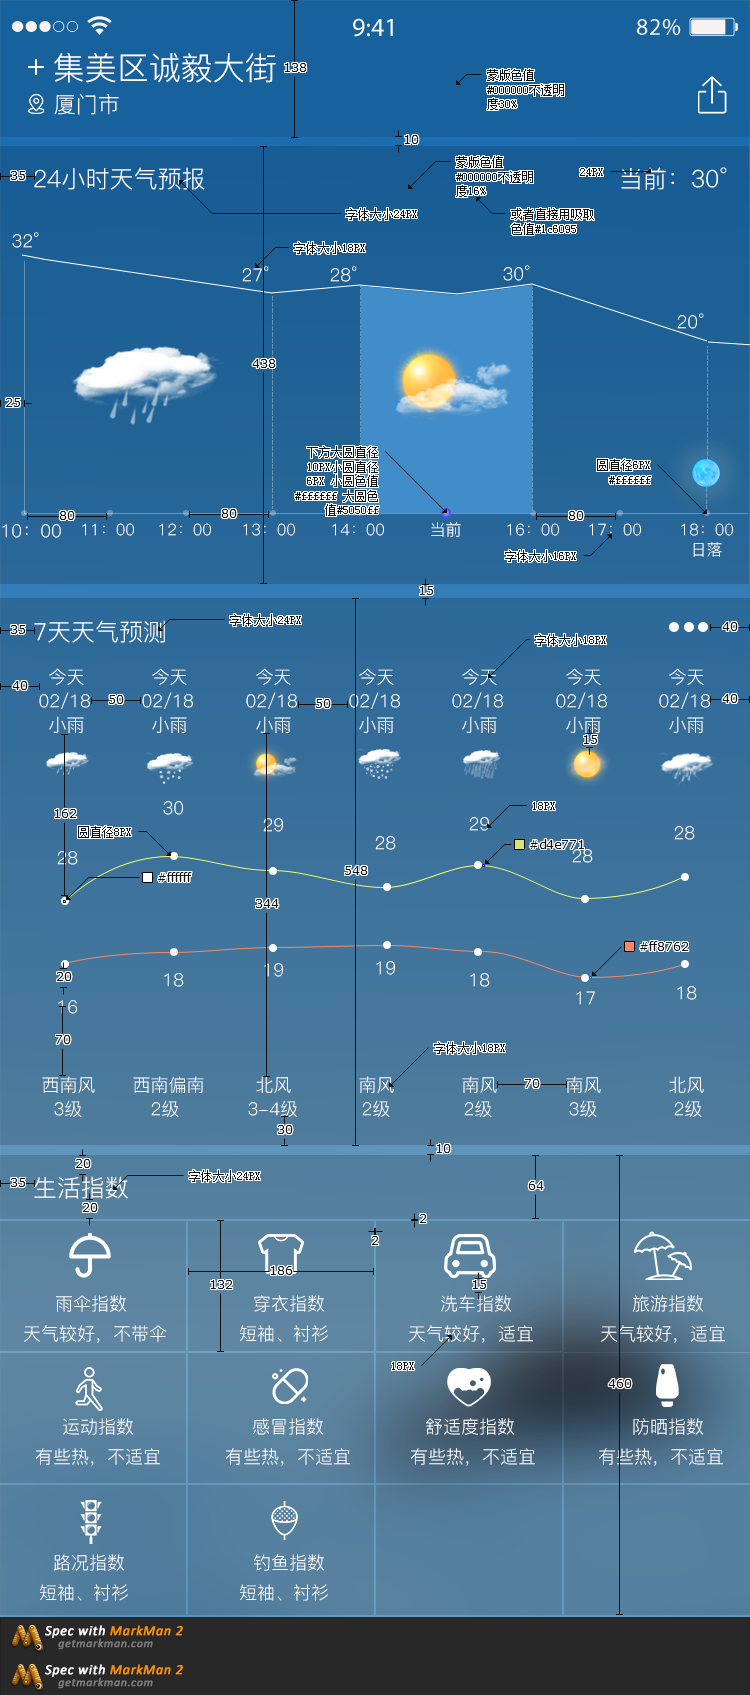 9:41
82%
+ 集美区诚毅大街
厦门市
138
蒙版色值
#000000不透明
度30%
10
35
24小时天气预报
蒙版色值
#000000不透明
度16%
24PX
当前：30°
字体大小24PX
或者直接用吸取
色值#1c6095
32°
字体大小18PX
27°
28°
30°
20°
438
25
下方大圆直径
10PX小圆直径
6PX 小圆色值
#ffffff 大圆色
值#5050ff
圆直径6PX
#ffffff
80
80
80
10：00
11：00
12：00
13：00
14：00
当前
16：00
17：00
18：00
日落
字体大小16PX
15
35
7天天气预测
字体大小24PX
40
字体大小18PX
40
50
50
40
今天 今天 今天 今天 今天 今天 今天
02/18 02/18 02/18 02/18 02/18 02/18 02/18
小雨 小雨 小雨 小雨 小雨 小雨 小雨
15
162
30
29
28
29
18PX
28
28
圆直径8PX
28
#d4e771
548
#ffffff
344
#ff8762
20
16
18
19
19
18
17
18
70
字体大小18PX
西南风 西南偏南 北风 南风 南风 70 南风 北风
3级 2级 3-4级 2级 2级 3级 2级
30
10
20
35
生活指数
字体大小24PX
64
20
2
2
132
186
15
雨伞指数 穿衣指数 洗车指数 旅游指数
天气较好，不带伞 短袖、衬衫 天气较好，适宜 天气较好，适宜
18PX
460
运动指数 感冒指数 舒适度指数 防晒指数
有些热，不适宜 有些热，不适宜 有些热，不适宜 有些热，不适宜
路况指数 钓鱼指数
短袖、衬衫 短袖、衬衫
Spec with MarkMan 2
getmarkman.com
Spec with MarkMan 2
getmarkman.com